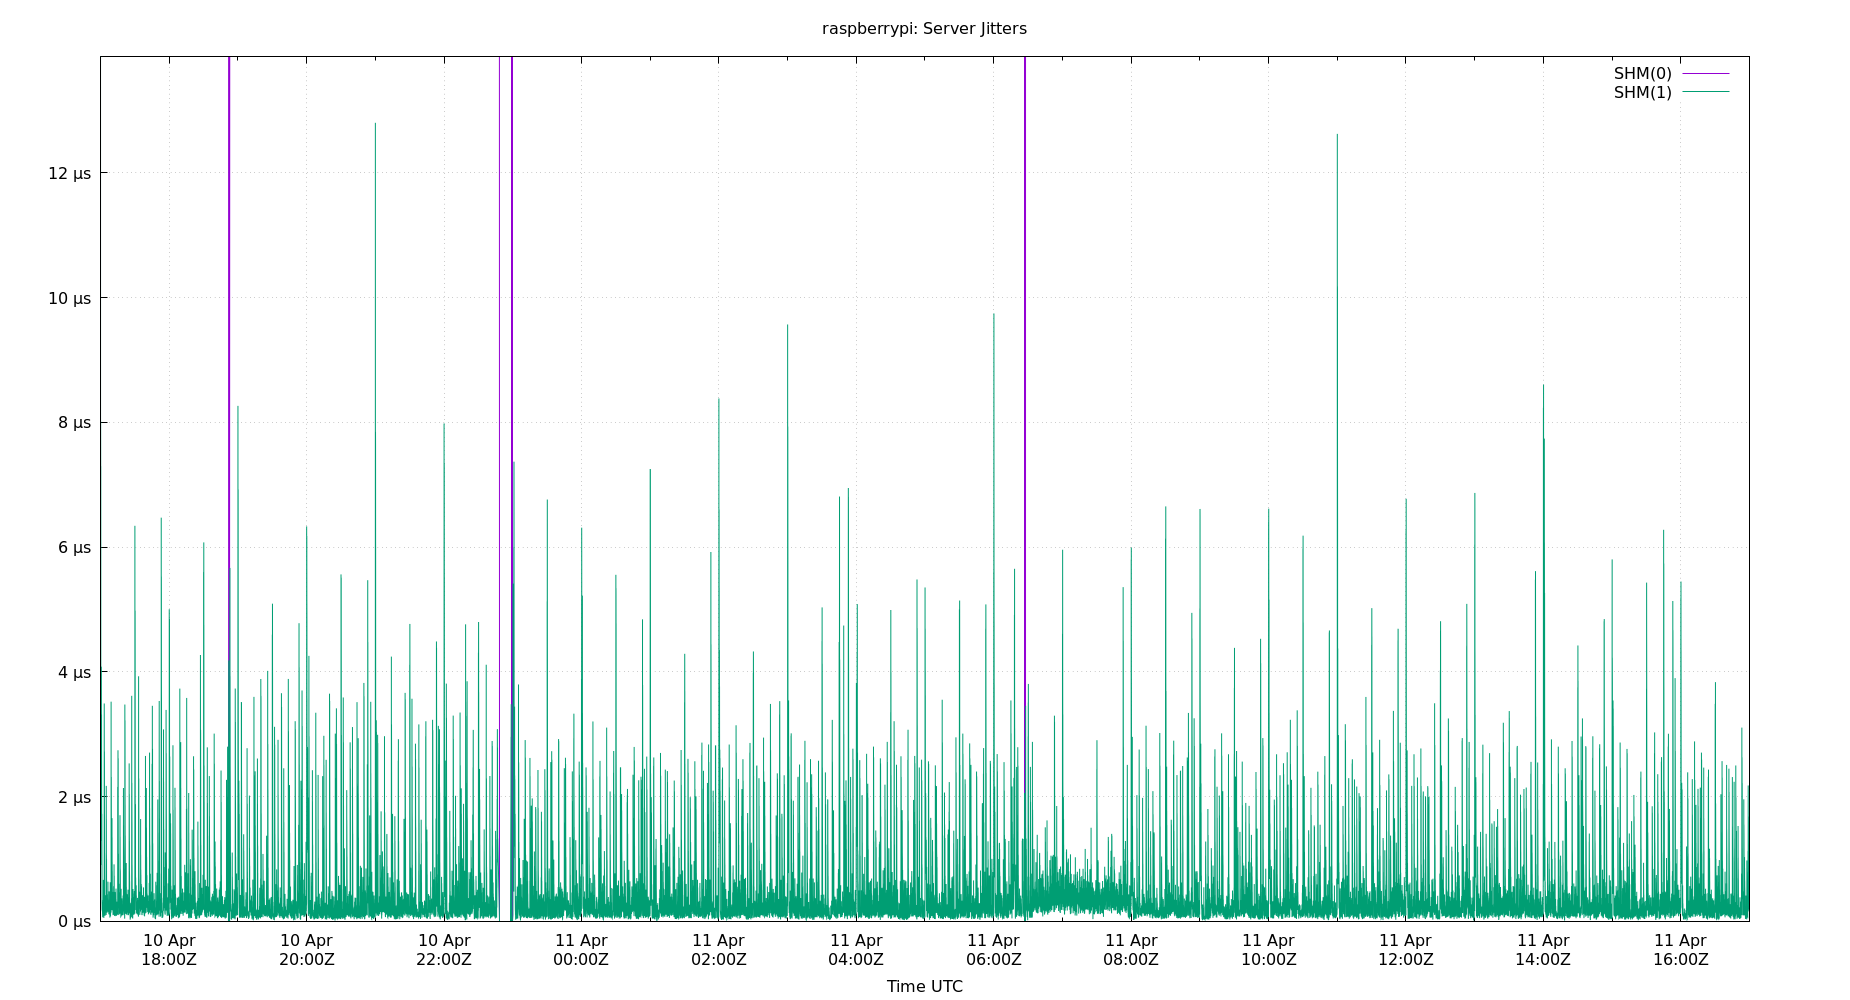 raspberrypi: Server Jitters
SHM(0)
SHM(1)
12 µs
10 µs
8 µs
6 µs
4 µs
2 µs
0 µs
10 Apr 10 Apr 10 Apr 11 Apr 11 Apr 11 Apr 11 Apr 11 Apr 11 Apr 11 Apr 11 Apr 11 Apr
18:00Z 20:00Z 22:00Z 00:00Z 02:00Z 04:00Z 06:00Z 08:00Z 10:00Z 12:00Z 14:00Z 16:00Z
Time UTC